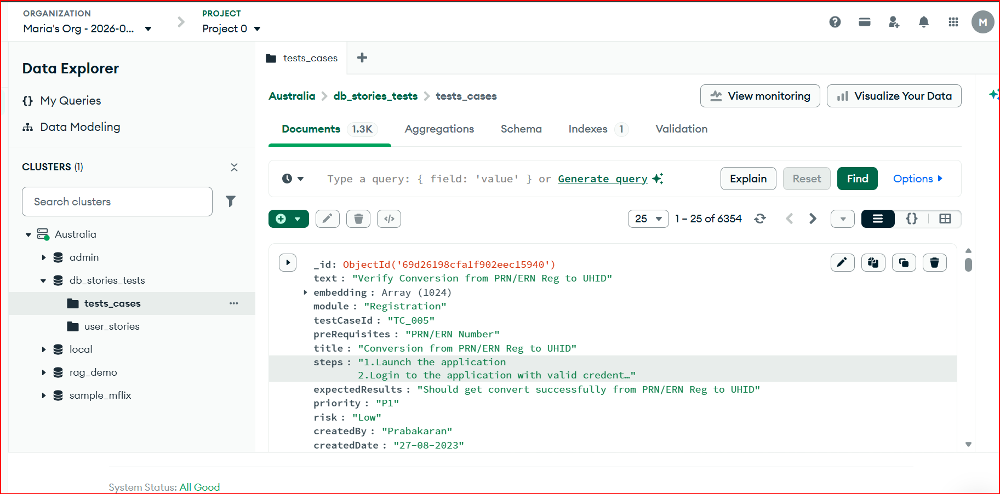 ORGANIZATION
Maria's Org - 2026-0...
PROJECT
Project 0
M
Data Explorer
My Queries
Data Modeling
CLUSTERS (1)
Search clusters
Australia
admin
db_stories_tests
tests_cases
user_stories
local
rag_demo
sample_mflix
tests_cases
Australia > db_stories_tests > tests_cases
View monitoring
Visualize Your Data
Documents 1.3K
Aggregations
Schema
Indexes 1
Validation
Type a query: { field: 'value' } or Generate query
Explain
Reset
Find
Options
25
1 – 25 of 6354
_id: ObjectId('69d26198cfa1f902eec15940')
text : "Verify Conversion from PRN/ERN Reg to UHID"
embedding : Array (1024)
module : "Registration"
testCaseId : "TC_005"
preRequisites : "PRN/ERN Number"
title : "Conversion from PRN/ERN Reg to UHID"
steps : "1.Launch the application
2.Login to the application with valid credent…"
expectedResults : "Should get convert successfully from PRN/ERN Reg to UHID"
priority : "P1"
risk : "Low"
createdBy : "Prabakaran"
createdDate : "27-08-2023"
System Status: All Good